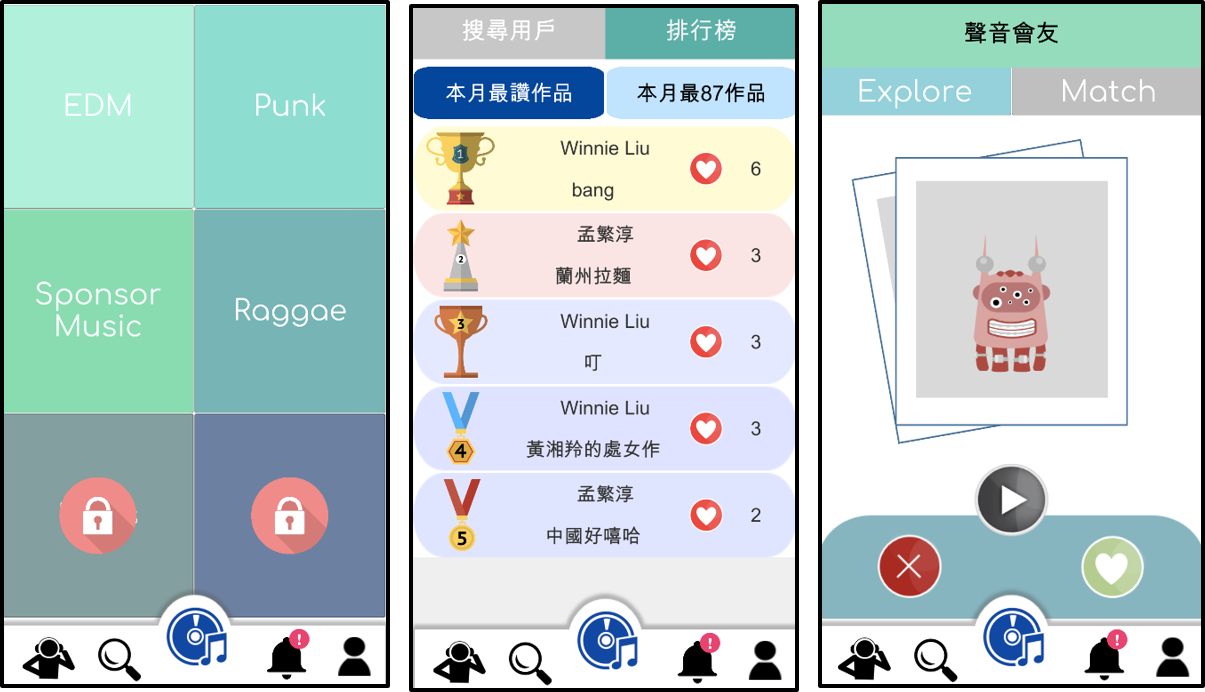 EDM
Punk
Sponsor
Music
Raggae
!
搜尋用戶
排行榜
本月最讚作品
本月最87作品
1
Winnie Liu
bang
6
2
孟繁淳
蘭州拉麵
3
3
Winnie Liu
叮
3
4
Winnie Liu
黃湘羚的處女作
3
5
孟繁淳
中國好嘻哈
2
!
聲音會友
Explore
Match
!